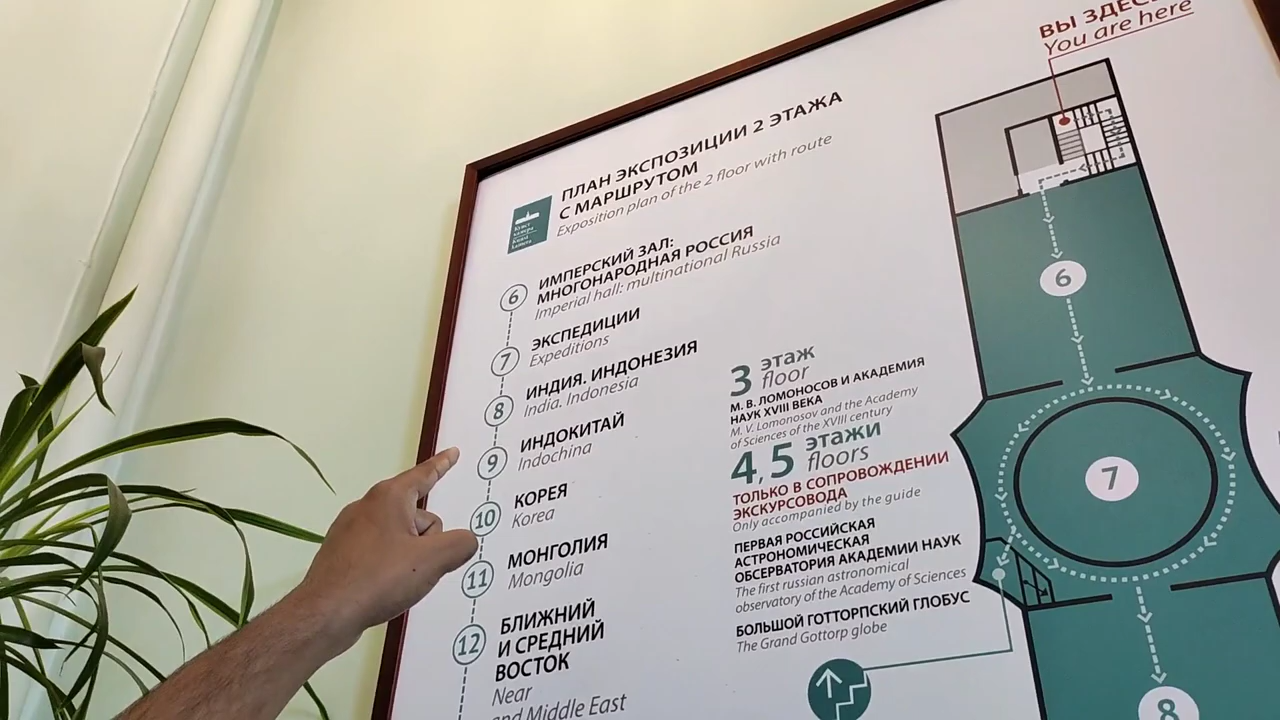 ВЫ ЗДЕСЬ
You are here
ПЛАН ЭКСПОЗИЦИИ 2 ЭТАЖА
С МАРШРУТОМ
Exposition plan of the 2 floor with route
6
ИМПЕРСКИЙ ЗАЛ:
МНОГОНАРОДНАЯ РОССИЯ
Imperial hall: multinational Russia
7
ЭКСПЕДИЦИИ
Expeditions
8
ИНДИЯ. ИНДОНЕЗИЯ
India. Indonesia
9
ИНДОКИТАЙ
Indochina
10
КОРЕЯ
Korea
11
МОНГОЛИЯ
Mongolia
12
БЛИЖНИЙ
И СРЕДНИЙ
ВОСТОК
Near
and Middle East
3 этаж
floor
М. В. ЛОМОНОСОВ И АКАДЕМИЯ
НАУК XVIII ВЕКА
M. V. Lomonosov and the Academy
of Sciences of the XVIII century
4, 5 этажи
floors
ТОЛЬКО В СОПРОВОЖДЕНИИ
ЭКСКУРСОВОДА
Only accompanied by the guide
ПЕРВАЯ РОССИЙСКАЯ
АСТРОНОМИЧЕСКАЯ
ОБСЕРВАТОРИЯ АКАДЕМИИ НАУК
The first russian astronomical
observatory of the Academy of Sciences
БОЛЬШОЙ ГОТТОРПСКИЙ ГЛОБУС
The Grand Gottorp globe
6
7
8